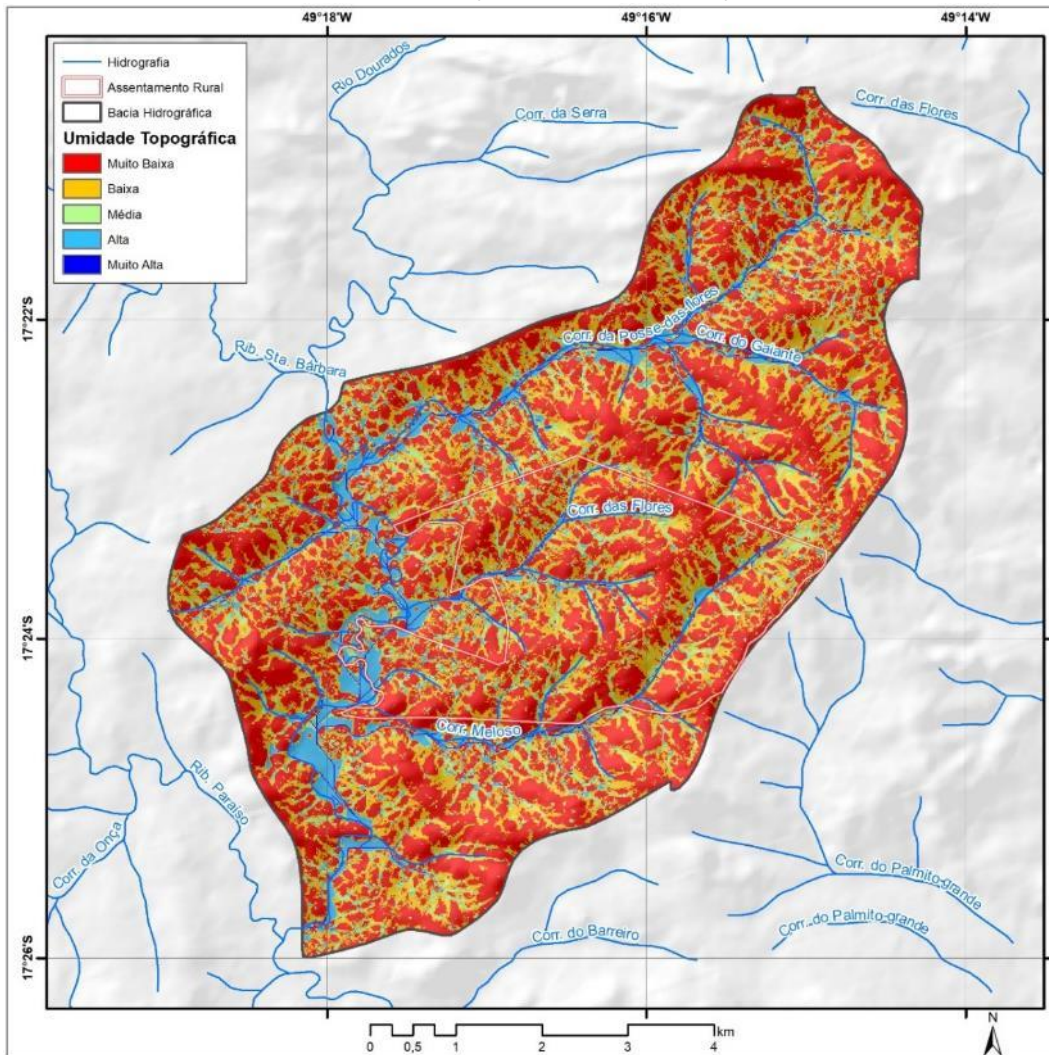 49°18'W
49°16'W
49°14'W
Hidrografia
Assentamento Rural
Bacia Hidrográfica
Umidade Topográfica
Muito Baixa
Baixa
Média
Alta
Muito Alta
Rio Dourados
Corr. da Serra
Corr. das Flores
17°22'S
Corr. da Posse-das-flores
Corr. do Galante
Rib. Sta. Bárbara
Corr. das Flores
17°24'S
Corr. Meloso
Rib. Paraíso
Corr. da Onça
Corr. do Palmito-grande
Corr. do Palmito-grande
Corr. do Barreiro
17°26'S
km
0 0,5 1 2 3 4
N